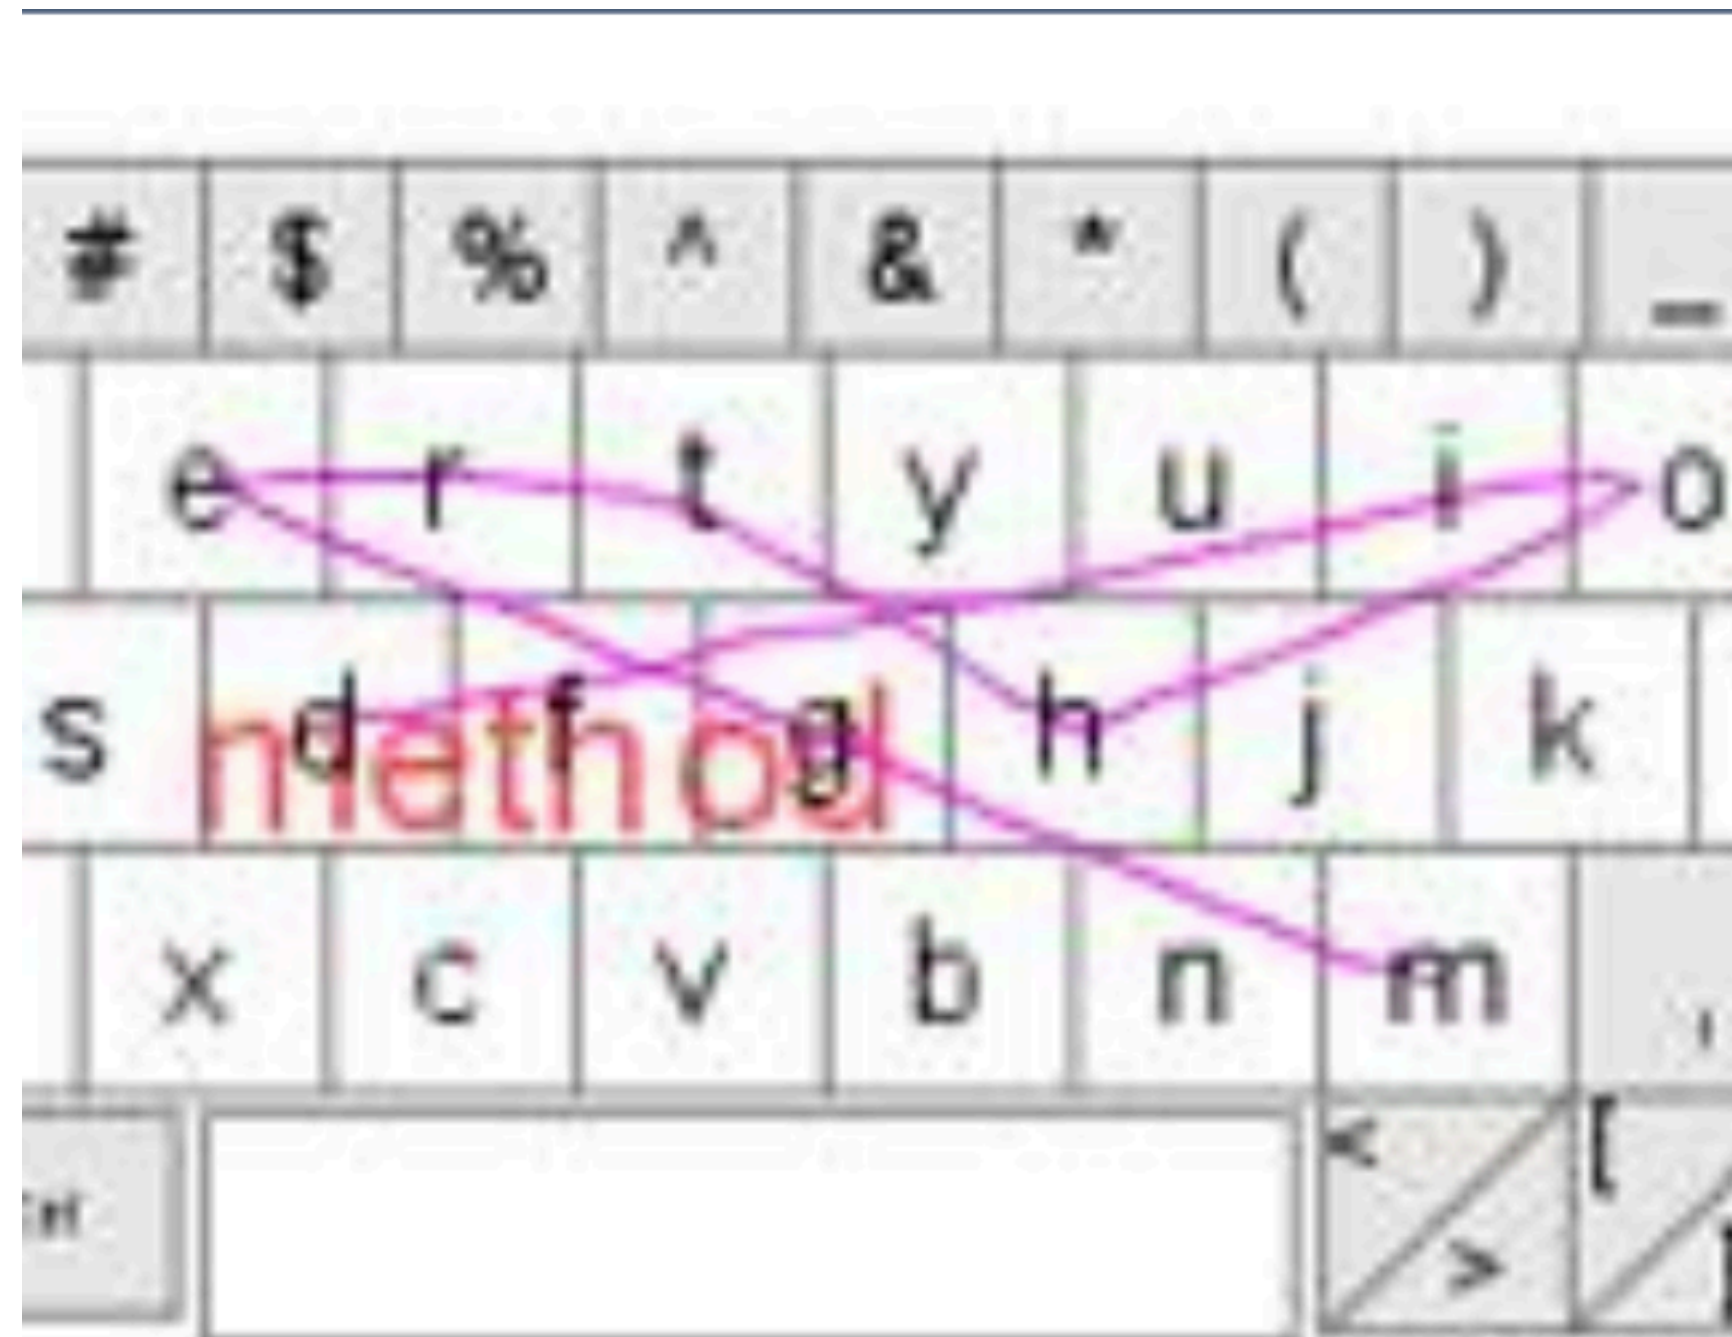 # $ % ^ & * ( ) _
e r t y u i o
s d f g h j k
method
x c v b n m ,
< > [